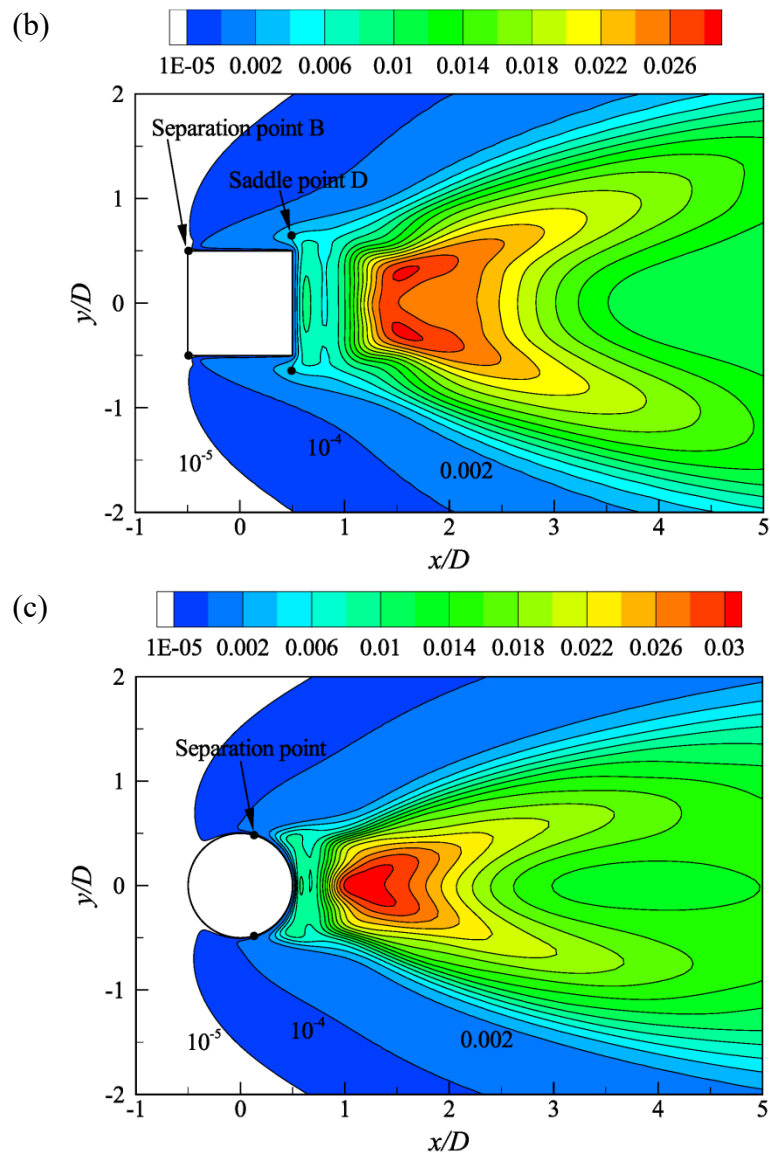 (b)
1E-05 0.002 0.006 0.01 0.014 0.018 0.022 0.026
2
Separation point B
Saddle point D
1
y/D
0
-1
10-5
10-4
0.002
-2
-1 0 1 2 3 4 5
x/D
(c)
1E-05 0.002 0.006 0.01 0.014 0.018 0.022 0.026 0.03
2
Separation point
1
y/D
0
-1
10-5
10-4
0.002
-2
-1 0 1 2 3 4 5
x/D